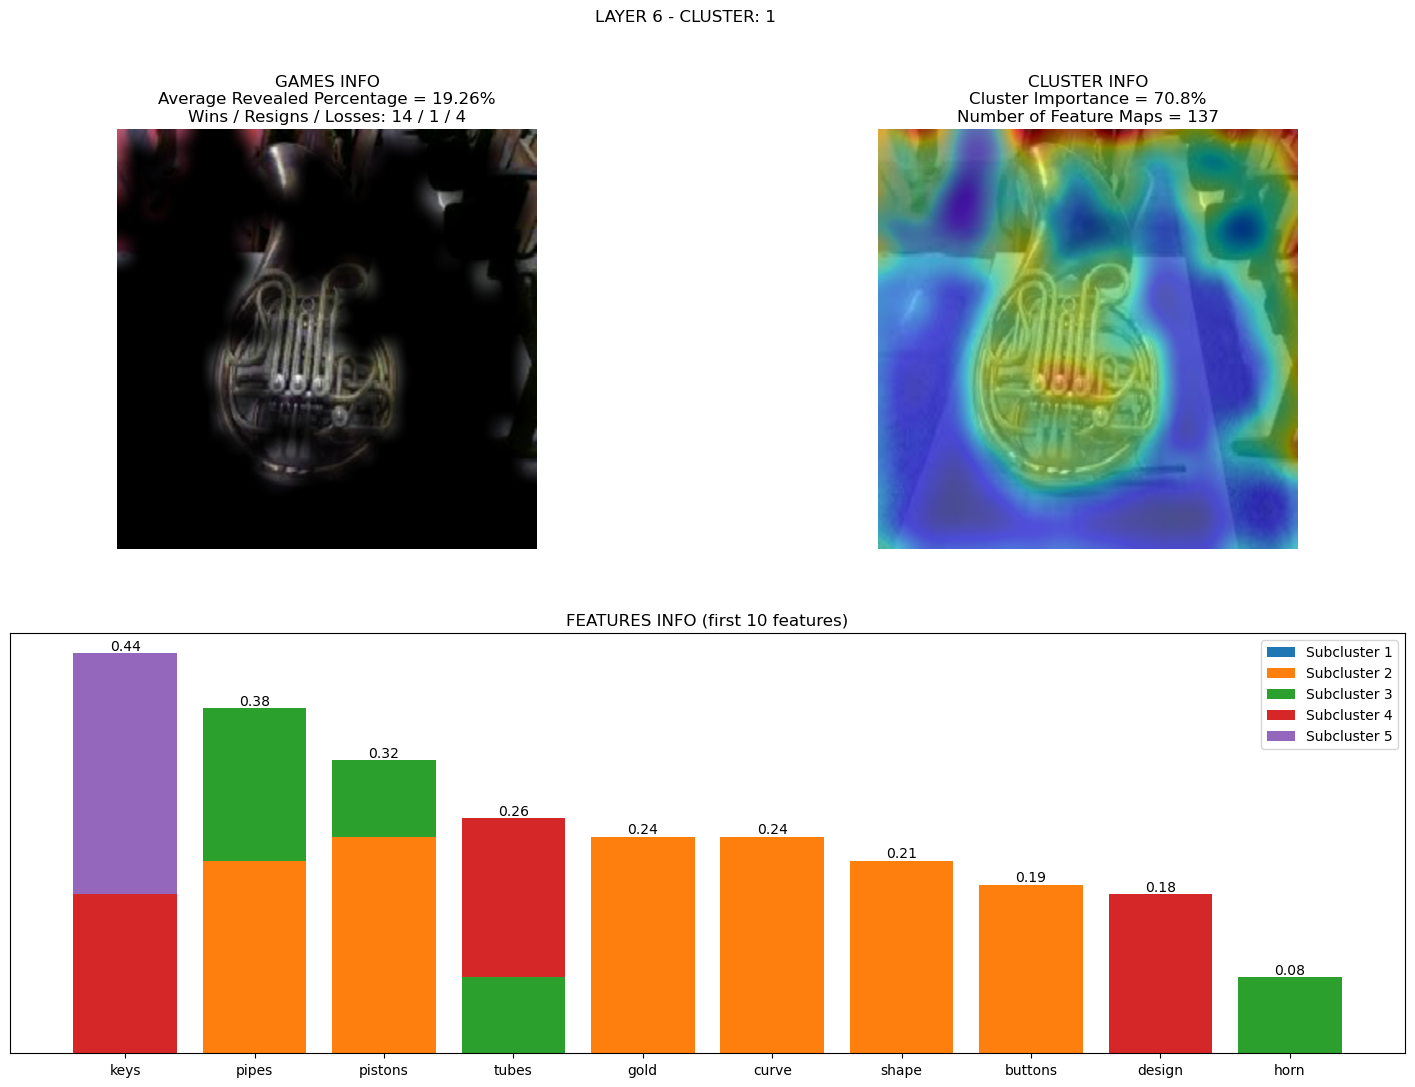 LAYER 6 - CLUSTER: 1
GAMES INFO
Average Revealed Percentage = 19.26%
Wins / Resigns / Losses: 14 / 1 / 4
CLUSTER INFO
Cluster Importance = 70.8%
Number of Feature Maps = 137
FEATURES INFO (first 10 features)
0.44
0.38
0.32
0.26
0.24
0.24
0.21
0.19
0.18
0.08
Subcluster 1
Subcluster 2
Subcluster 3
Subcluster 4
Subcluster 5
keys
pipes
pistons
tubes
gold
curve
shape
buttons
design
horn